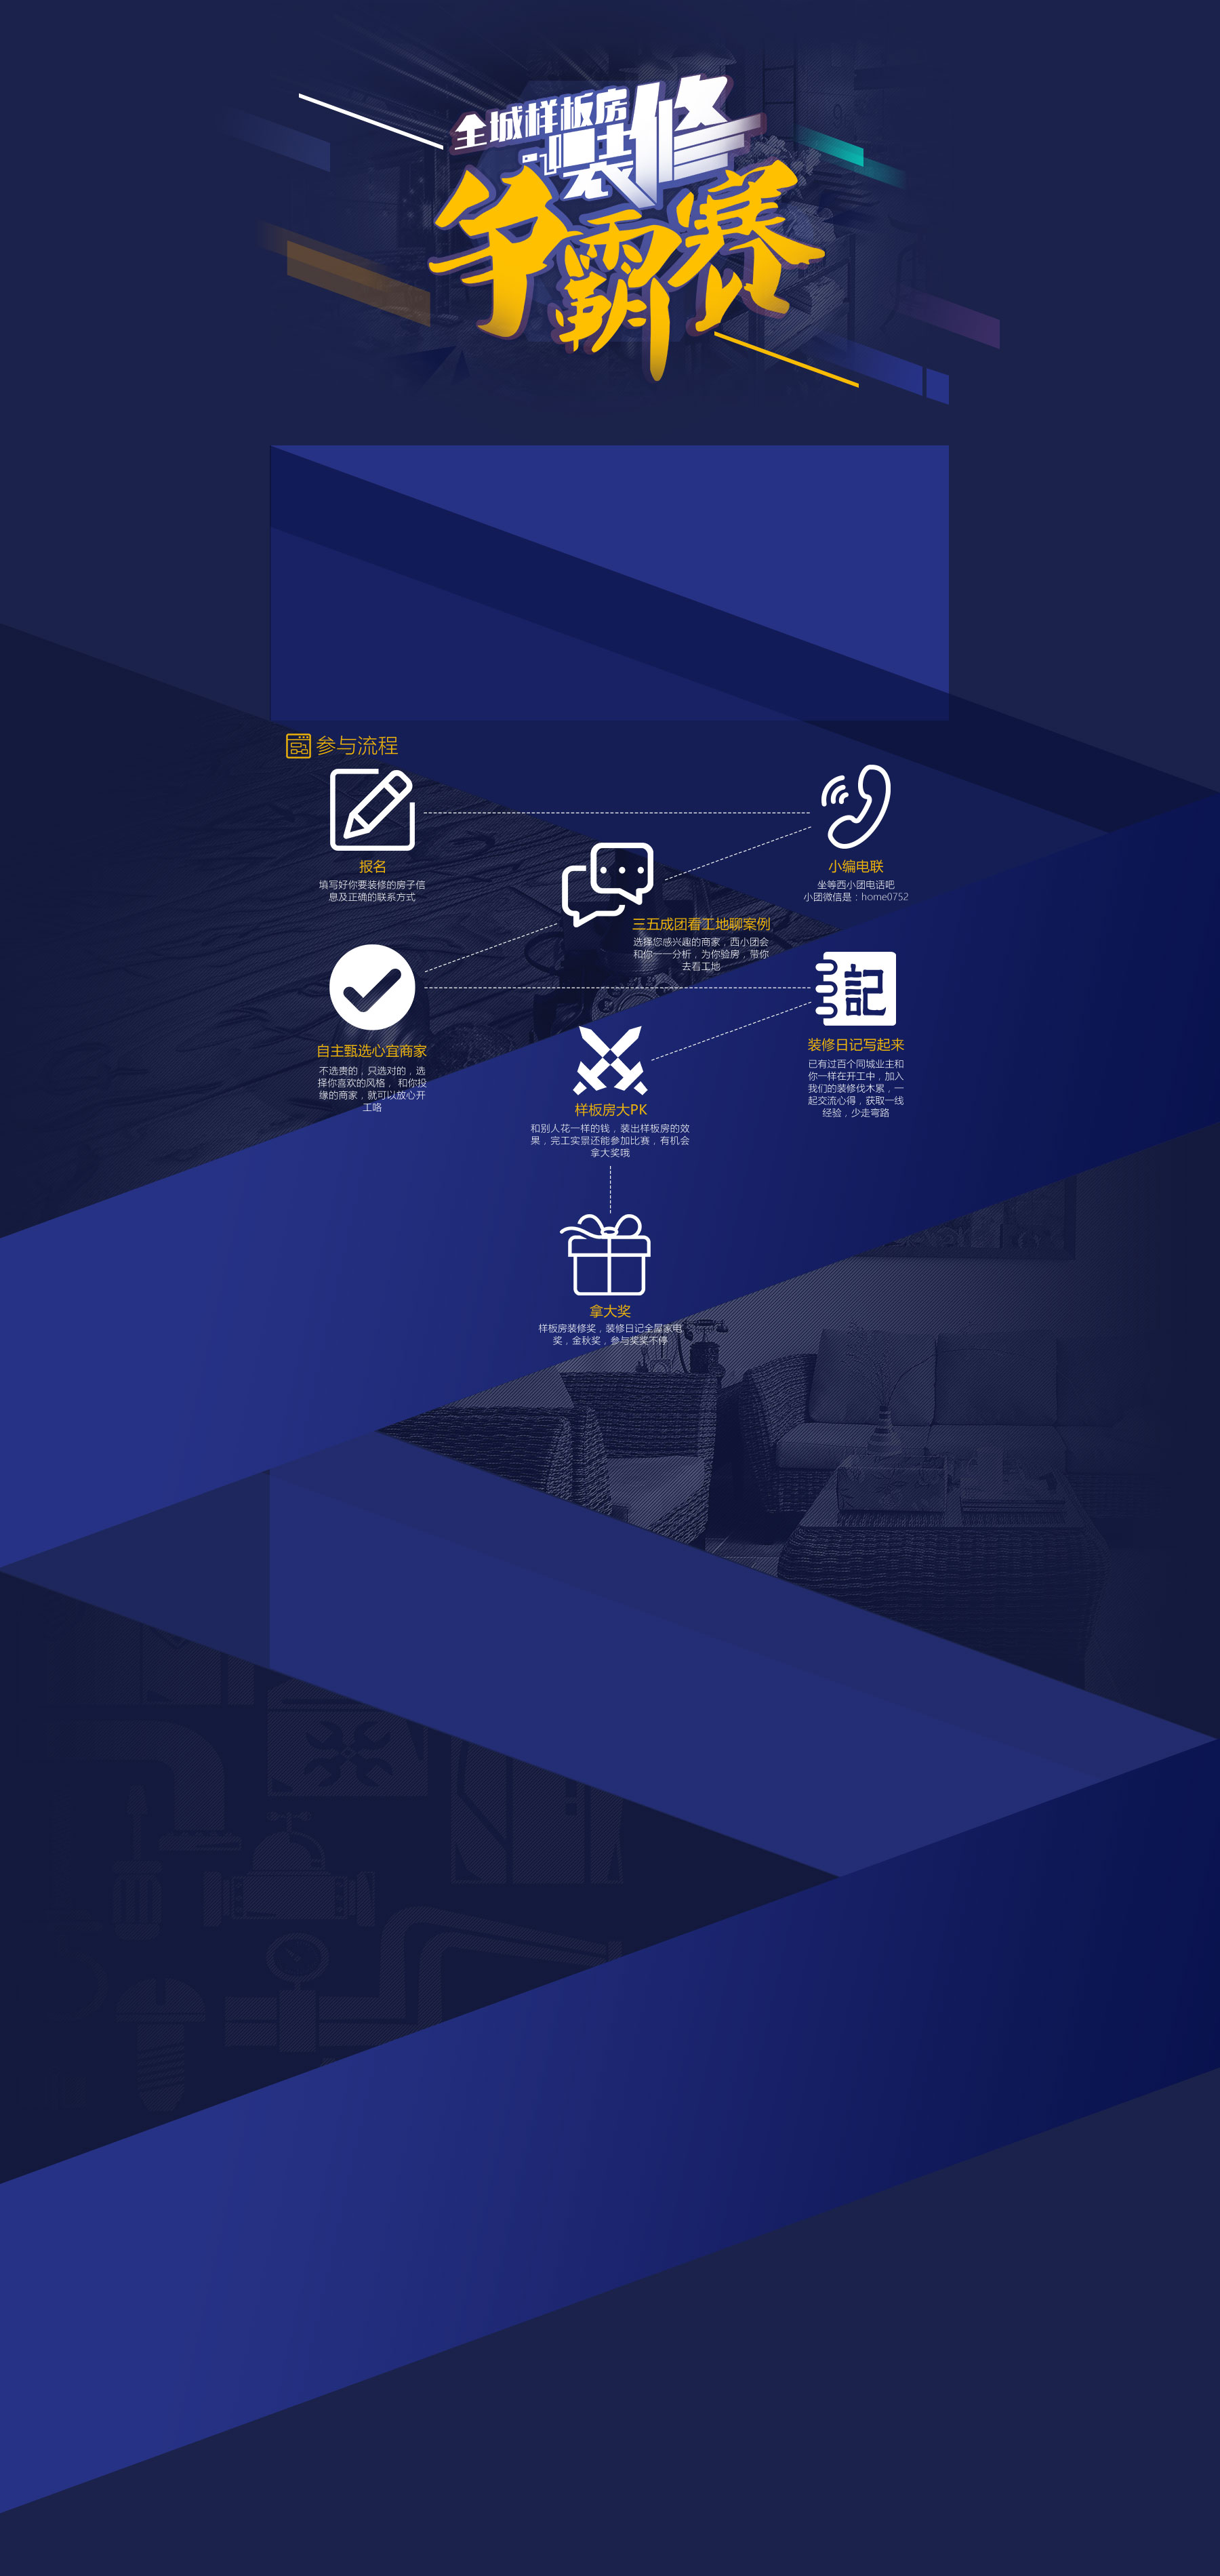 全城样板房
装修
争霸赛
参与流程
报名
填写好你要装修的房子信
息及正确的联系方式
小编电联
坐等西小团电话吧
小团微信是：home0752
三五成团看工地聊案例
选择您感兴趣的商家，西小团会
和你一一分析，为你验房，带你
去看工地
自主甄选心宜商家
不选贵的，只选对的，选
择你喜欢的风格， 和你投
缘的商家，就可以放心开
工咯
記
装修日记写起来
已有过百个同城业主和
你一样在开工中，加入
我们的装修伐木累，一
起交流心得，获取一线
经验，少走弯路
样板房大PK
和别人花一样的钱，装出样板房的效
果，完工实景还能参加比赛，有机会
拿大奖哦
拿大奖
样板房装修奖，装修日记全屋家电
奖，金秋奖，参与奖奖不停